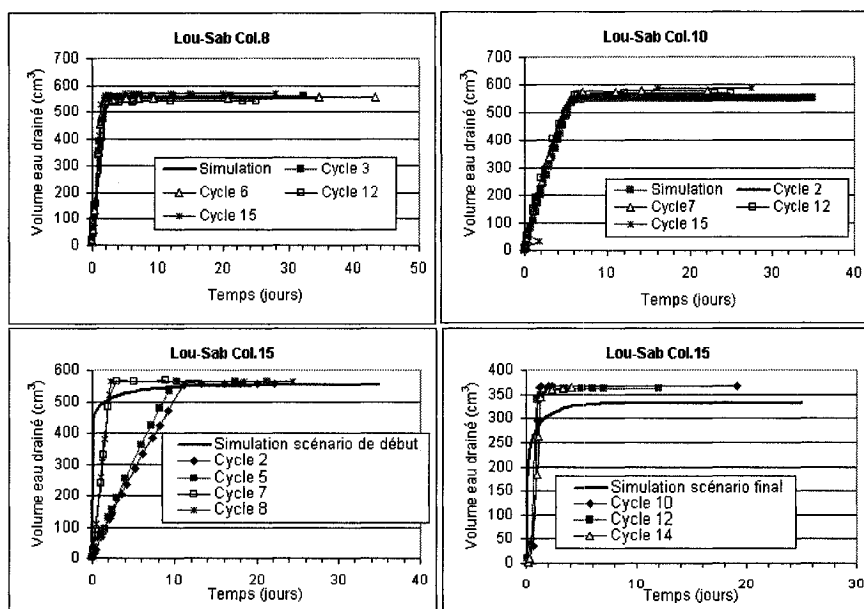 Lou-Sab Col.8
Volume eau drainé (cm³)
700
600
500
400
300
200
100
0
Simulation
Cycle 3
Cycle 6
Cycle 12
Cycle 15
0 10 20 30 40 50
Temps (jours)
Lou-Sab Col.10
Volume eau drainé (cm³)
700
600
500
400
300
200
100
0
Simulation
Cycle 2
Cycle7
Cycle 12
Cycle 15
0 10 20 30 40
Temps (jours)
Lou-Sab Col.15
Volume eau drainé (cm³)
600
500
400
300
200
100
0
Simulation scénario de début
Cycle 2
Cycle 5
Cycle 7
Cycle 8
0 10 20 30 40
Temps (jours)
Lou-Sab Col.15
Volume eau drainé (cm³)
400
350
300
250
200
150
100
50
0
Simulation scénario final
Cycle 10
Cycle 12
Cycle 14
0 10 20 30
Temps (jours)